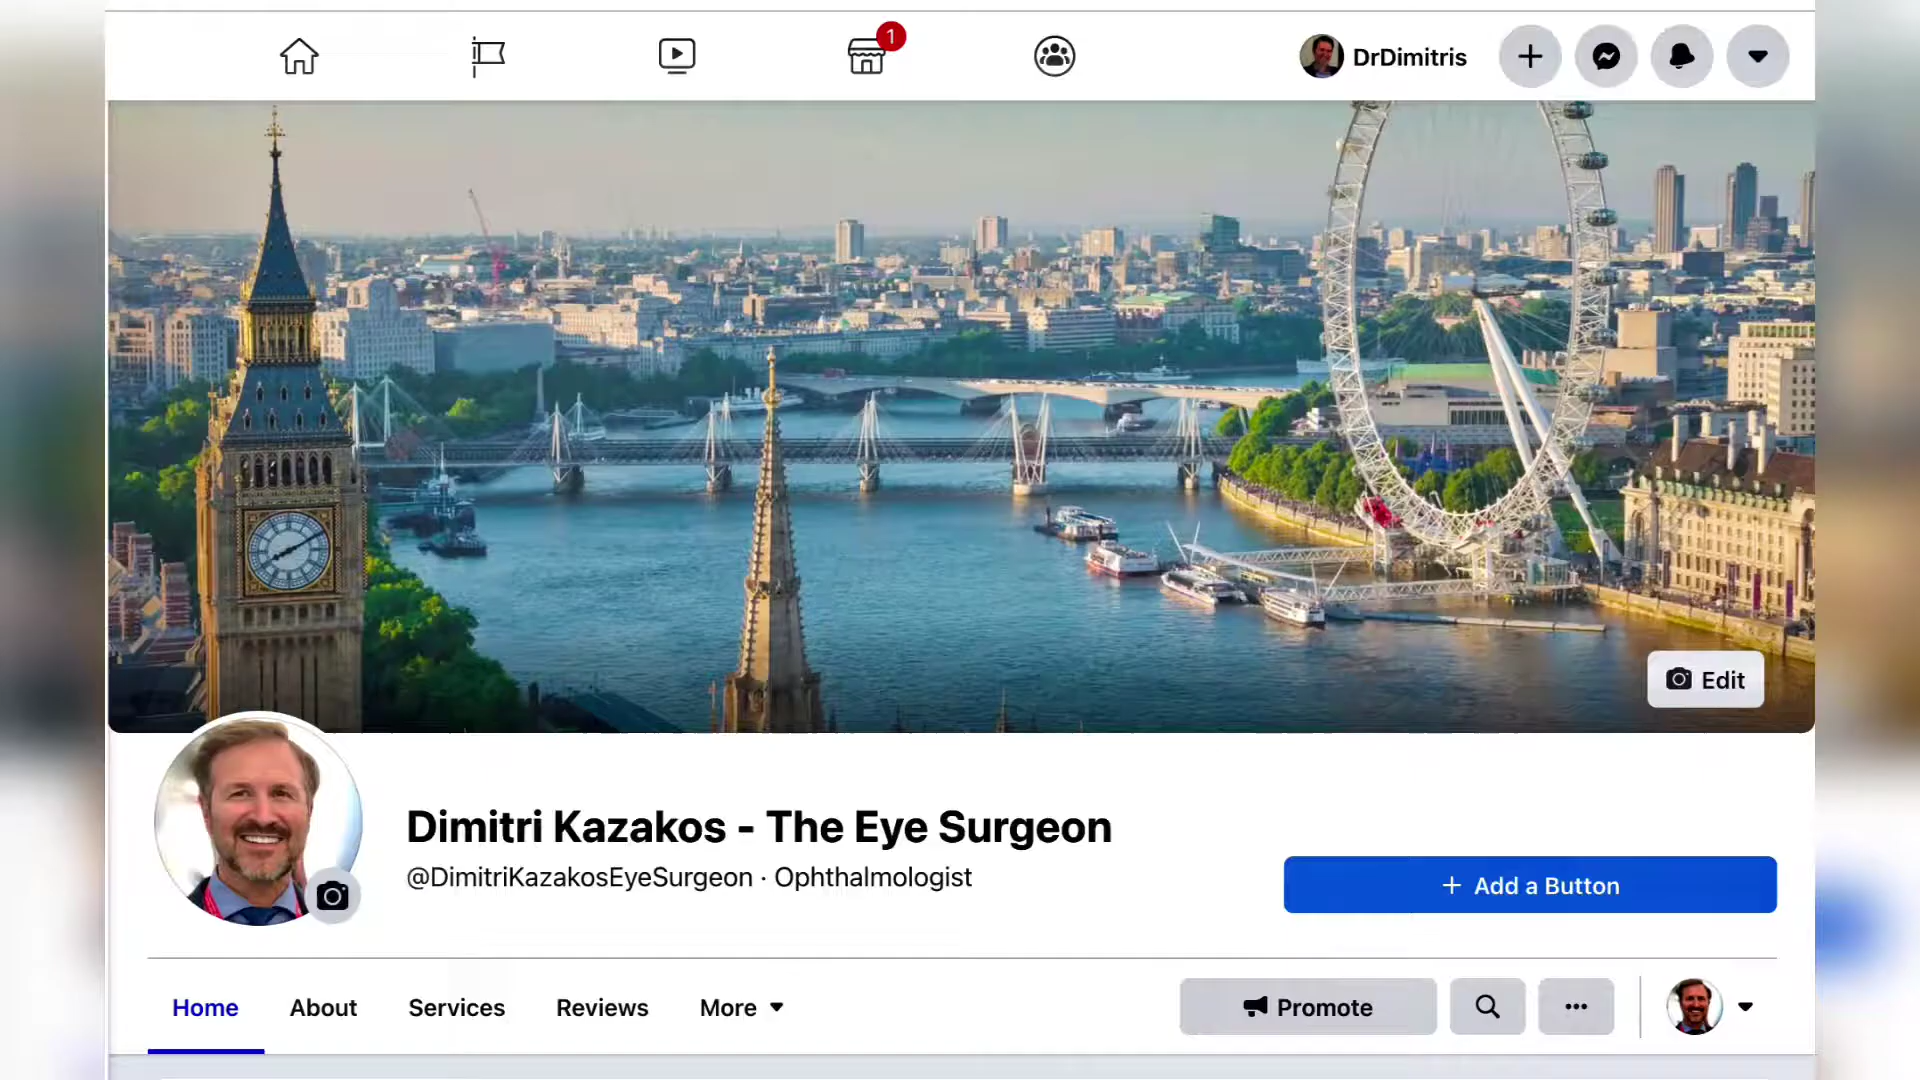 1
DrDimitris
Edit
Dimitri Kazakos - The Eye Surgeon
@DimitriKazakosEyeSurgeon · Ophthalmologist
+ Add a Button
Home About Services Reviews More
Promote